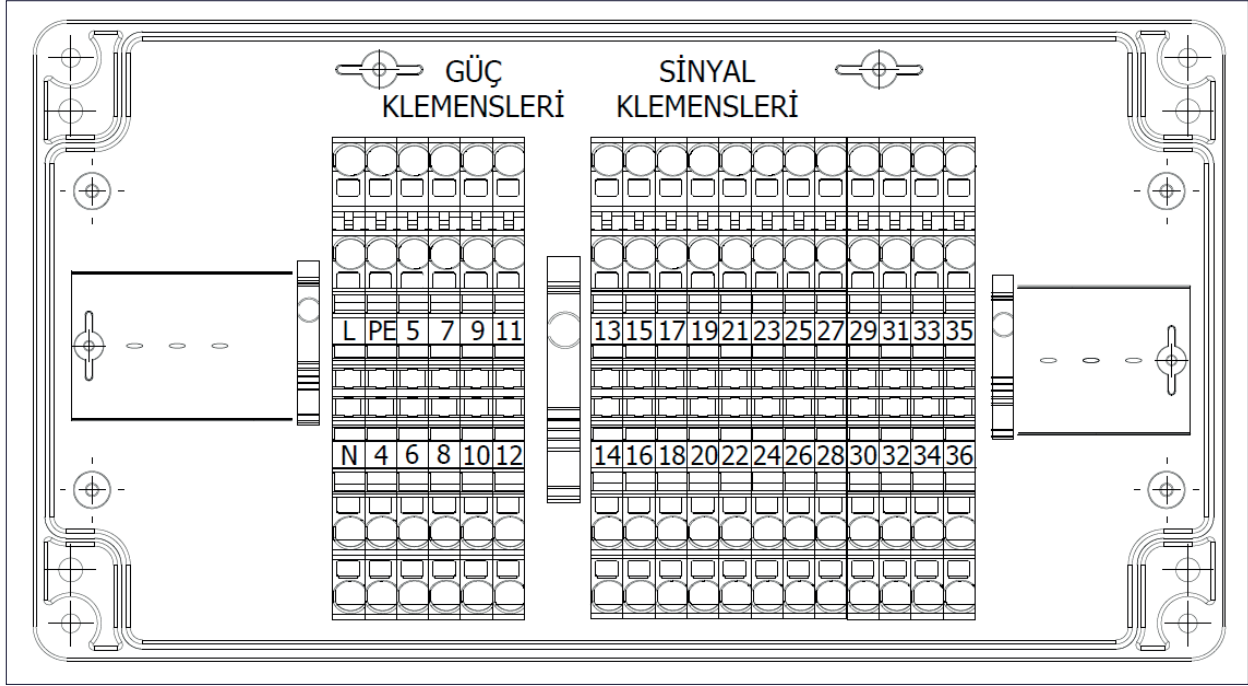 GÜÇ
KLEMENSLERİ
SİNYAL
KLEMENSLERİ
L PE 5 7 9 11
13 15 17 19 21 23 25 27 29 31 33 35
N 4 6 8 10 12
14 16 18 20 22 24 26 28 30 32 34 36